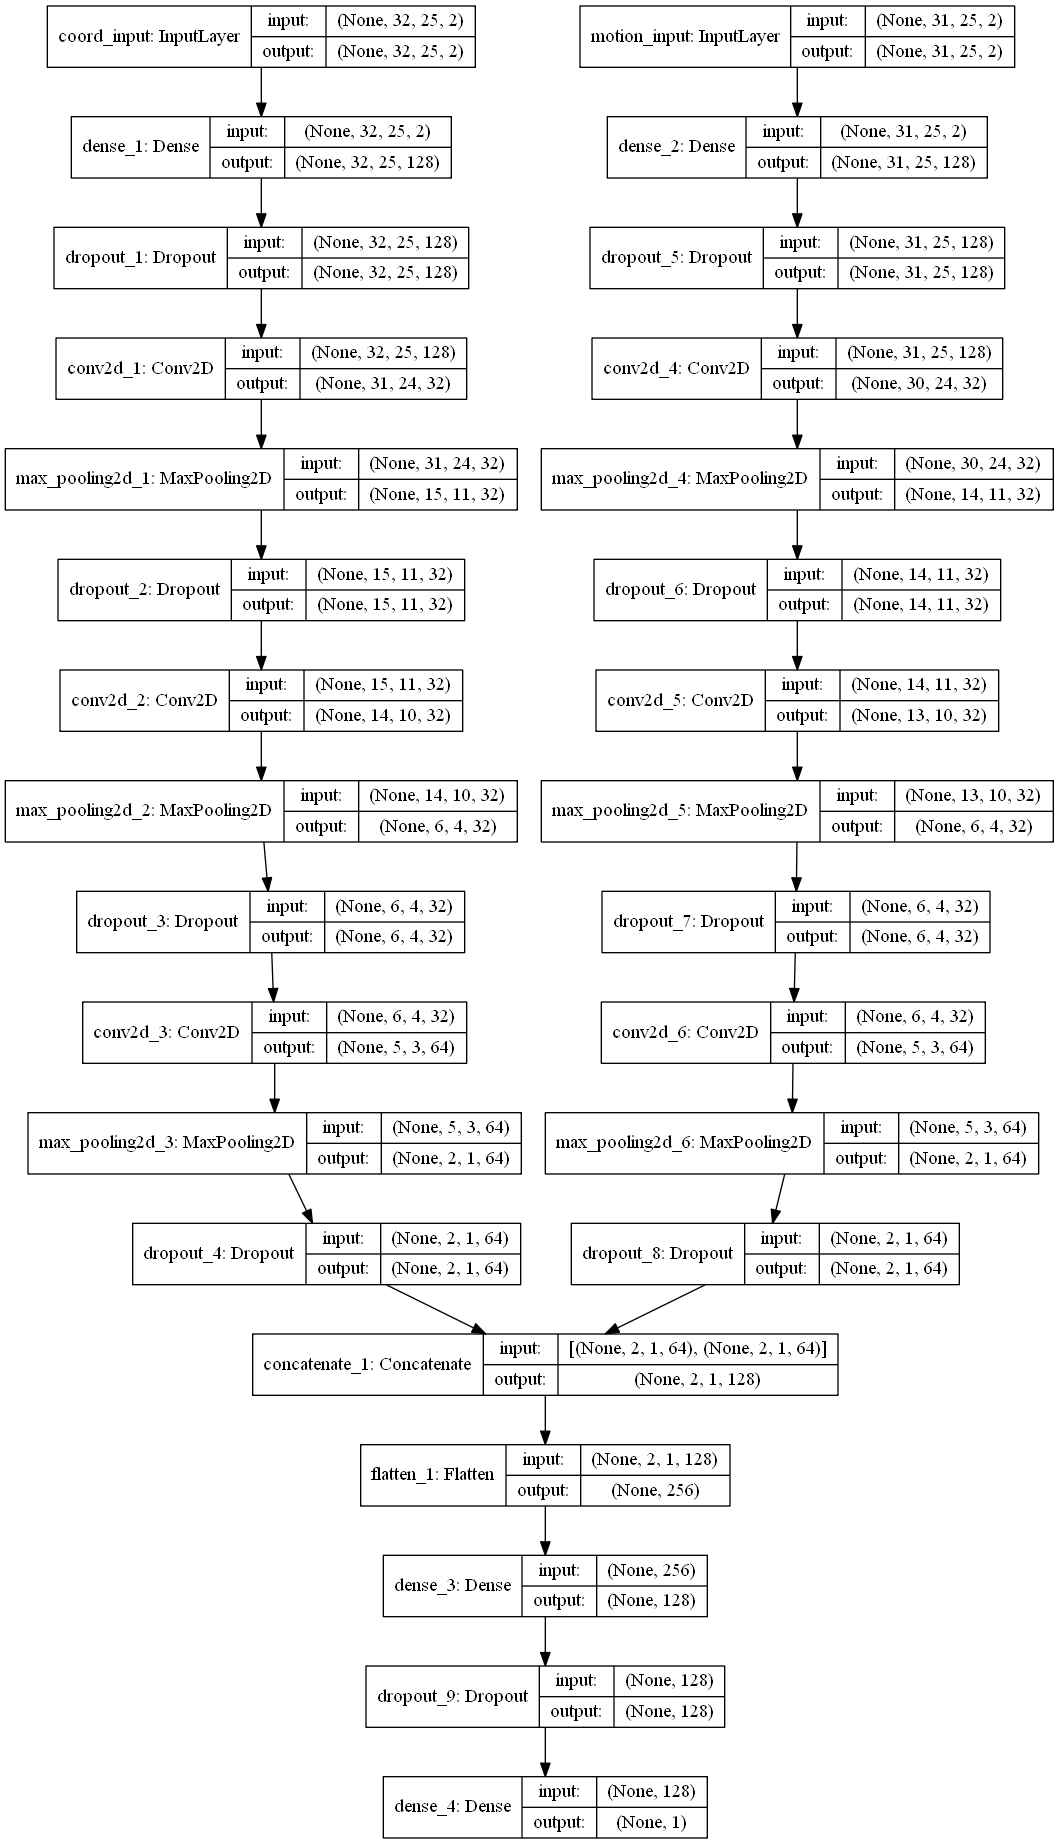 coord_input: InputLayer
input: (None, 32, 25, 2)
output: (None, 32, 25, 2)
motion_input: InputLayer
input: (None, 31, 25, 2)
output: (None, 31, 25, 2)
dense_1: Dense
input: (None, 32, 25, 2)
output: (None, 32, 25, 128)
dense_2: Dense
input: (None, 31, 25, 2)
output: (None, 31, 25, 128)
dropout_1: Dropout
input: (None, 32, 25, 128)
output: (None, 32, 25, 128)
dropout_5: Dropout
input: (None, 31, 25, 128)
output: (None, 31, 25, 128)
conv2d_1: Conv2D
input: (None, 32, 25, 128)
output: (None, 31, 24, 32)
conv2d_4: Conv2D
input: (None, 31, 25, 128)
output: (None, 30, 24, 32)
max_pooling2d_1: MaxPooling2D
input: (None, 31, 24, 32)
output: (None, 15, 11, 32)
max_pooling2d_4: MaxPooling2D
input: (None, 30, 24, 32)
output: (None, 14, 11, 32)
dropout_2: Dropout
input: (None, 15, 11, 32)
output: (None, 15, 11, 32)
dropout_6: Dropout
input: (None, 14, 11, 32)
output: (None, 14, 11, 32)
conv2d_2: Conv2D
input: (None, 15, 11, 32)
output: (None, 14, 10, 32)
conv2d_5: Conv2D
input: (None, 14, 11, 32)
output: (None, 13, 10, 32)
max_pooling2d_2: MaxPooling2D
input: (None, 14, 10, 32)
output: (None, 6, 4, 32)
max_pooling2d_5: MaxPooling2D
input: (None, 13, 10, 32)
output: (None, 6, 4, 32)
dropout_3: Dropout
input: (None, 6, 4, 32)
output: (None, 6, 4, 32)
dropout_7: Dropout
input: (None, 6, 4, 32)
output: (None, 6, 4, 32)
conv2d_3: Conv2D
input: (None, 6, 4, 32)
output: (None, 5, 3, 64)
conv2d_6: Conv2D
input: (None, 6, 4, 32)
output: (None, 5, 3, 64)
max_pooling2d_3: MaxPooling2D
input: (None, 5, 3, 64)
output: (None, 2, 1, 64)
max_pooling2d_6: MaxPooling2D
input: (None, 5, 3, 64)
output: (None, 2, 1, 64)
dropout_4: Dropout
input: (None, 2, 1, 64)
output: (None, 2, 1, 64)
dropout_8: Dropout
input: (None, 2, 1, 64)
output: (None, 2, 1, 64)
concatenate_1: Concatenate
input: [(None, 2, 1, 64), (None, 2, 1, 64)]
output: (None, 2, 1, 128)
flatten_1: Flatten
input: (None, 2, 1, 128)
output: (None, 256)
dense_3: Dense
input: (None, 256)
output: (None, 128)
dropout_9: Dropout
input: (None, 128)
output: (None, 128)
dense_4: Dense
input: (None, 128)
output: (None, 1)